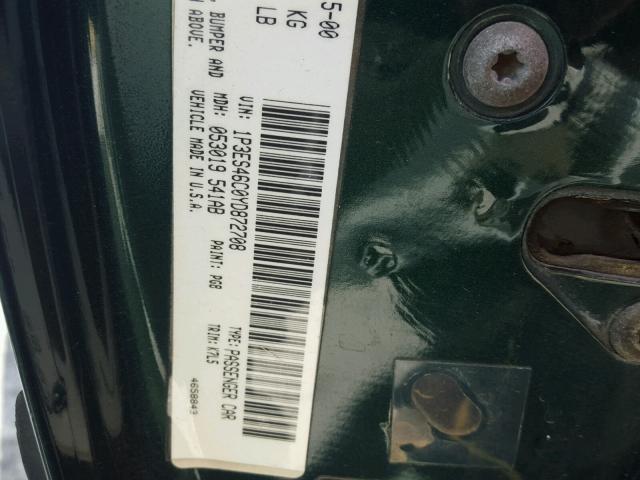 5-00
KG
LB
BUMPER AND
ABOVE.
VIN: 1P3ES46C0YD872708
TYPE: PASSENGER CAR
MDH: 053019 541AB
PAINT: PG8
TRIM: K7L5
VEHICLE MADE IN U.S.A.
4658843